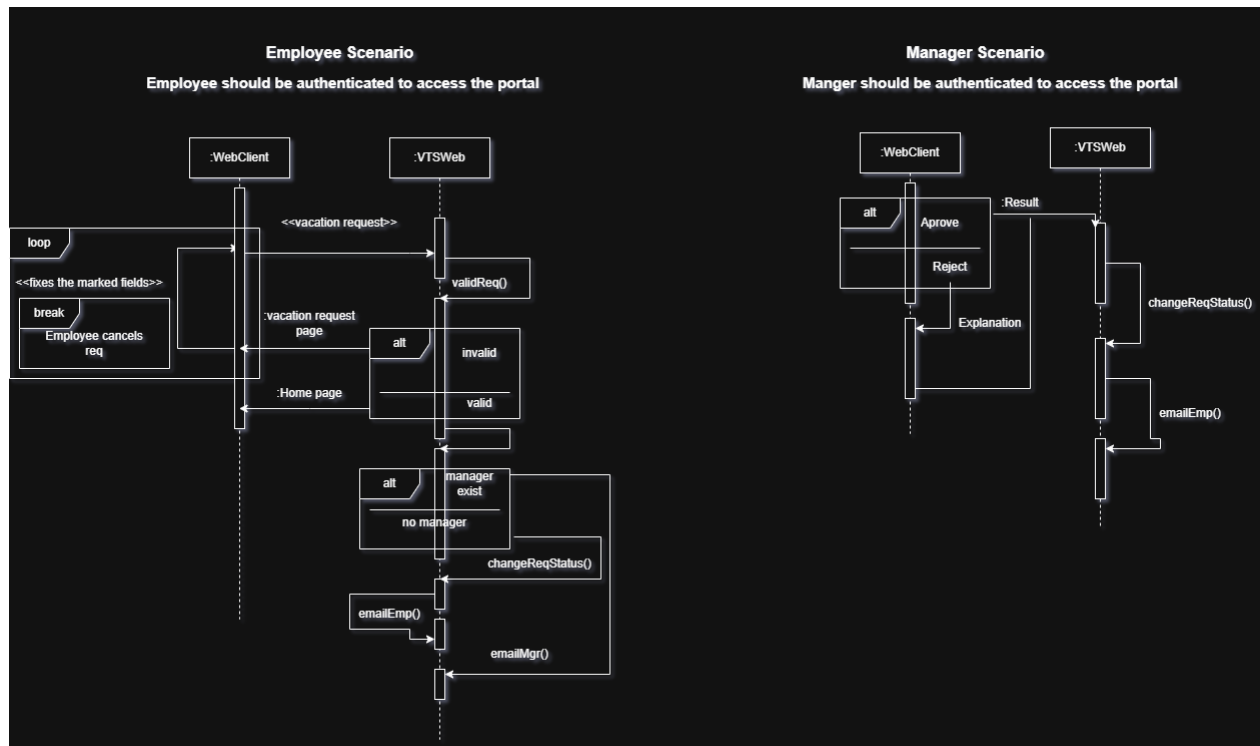 Employee Scenario
Employee should be authenticated to access the portal
:WebClient
:VTSWeb
<<vacation request>>
loop
<<fixes the marked fields>>
break
Employee cancels
req
validReq()
:vacation request
page
alt
invalid
:Home page
valid
alt
manager
exist
no manager
changeReqStatus()
emailEmp()
emailMgr()
Manager Scenario
Manger should be authenticated to access the portal
:WebClient
:VTSWeb
alt
Aprove
:Result
Reject
Explanation
changeReqStatus()
emailEmp()